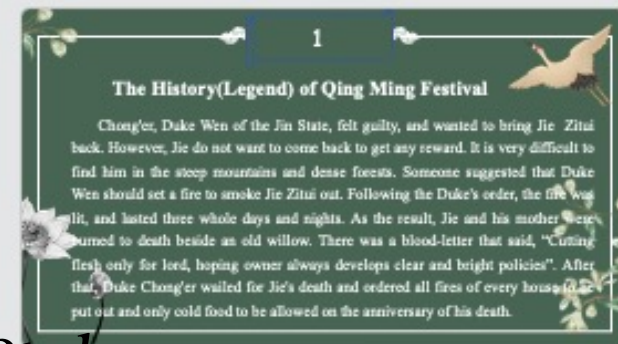 1
The History(Legend) of Qing Ming Festival
Chong'er, Duke Wen of the Jin State, felt guilty, and wanted to bring Jie Zitui
back. However, Jie do not want to come back to get any reward. It is very difficult to
find him in the steep mountains and dense forests. Someone suggested that Duke
Wen should set a fire to smoke Jie Zitui out. Following the Duke's order, the fire was
lit, and lasted three whole days and nights. As the result, Jie and his mother were
burned to death beside an old willow. There was a blood-letter that said, “Cutting
flesh only for lord, hoping owner always develops clear and bright policies”. After
that, Duke Chong'er wailed for Jie's death and ordered all fires of every house to be
put out and only cold food to be allowed on the anniversary of his death.